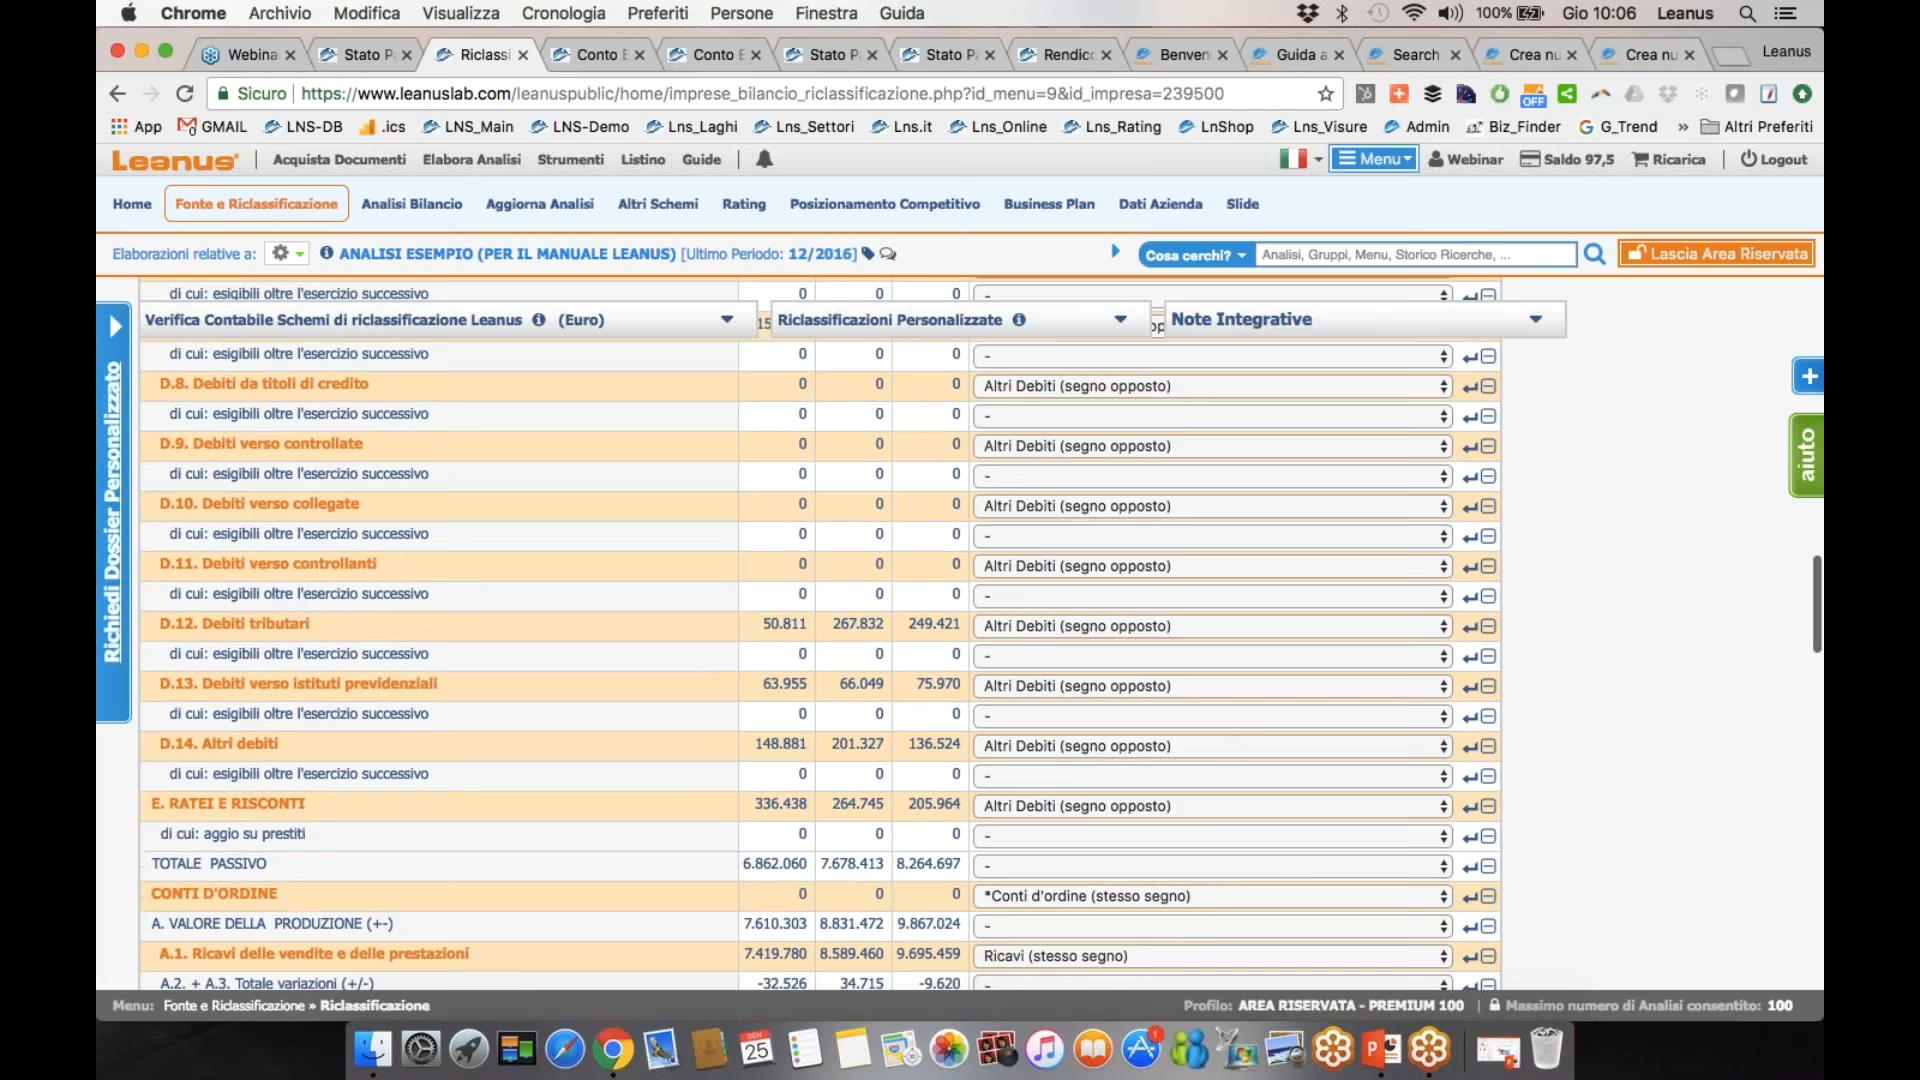 Chrome Archivio Modifica Visualizza Cronologia Preferiti Persone Finestra Guida 100% Gio 10:06 Leanus
Webina Stato P Riclassi Conto E Conto E Stato P Stato P Rendico Benven Guida a Search Crea nu Crea nu Leanus
Sicuro https://www.leanuslab.com/leanuspublic/home/imprese_bilancio_riclassificazione.php?id_menu=9&id_impresa=239500 OFF
App GMAIL LNS-DB .ics LNS_Main LNS-Demo Lns_Laghi Lns_Settori Lns.it Lns_Online Lns_Rating LnShop Lns_Visure Admin Biz_Finder G_Trend » Altri Preferiti
Leanus Acquista Documenti Elabora Analisi Strumenti Listino Guide Menu Webinar Saldo 97,5 Ricarica Logout
Home Fonte e Riclassificazione Analisi Bilancio Aggiorna Analisi Altri Schemi Rating Posizionamento Competitivo Business Plan Dati Azienda Slide
Elaborazioni relative a: ANALISI ESEMPIO (PER IL MANUALE LEANUS) [Ultimo Periodo: 12/2016] Cosa cerchi? Analisi, Gruppi, Menu, Storico Ricerche, ... Lascia Area Riservata
di cui: esigibili oltre l'esercizio successivo 0 0 0 -
Verifica Contabile Schemi di riclassificazione Leanus (Euro) 15 Riclassificazioni Personalizzate Note Integrative
di cui: esigibili oltre l'esercizio successivo 0 0 0 -
D.8. Debiti da titoli di credito 0 0 0 Altri Debiti (segno opposto)
di cui: esigibili oltre l'esercizio successivo 0 0 0 -
D.9. Debiti verso controllate 0 0 0 Altri Debiti (segno opposto)
di cui: esigibili oltre l'esercizio successivo 0 0 0 -
D.10. Debiti verso collegate 0 0 0 Altri Debiti (segno opposto)
di cui: esigibili oltre l'esercizio successivo 0 0 0 -
D.11. Debiti verso controllanti 0 0 0 Altri Debiti (segno opposto)
di cui: esigibili oltre l'esercizio successivo 0 0 0 -
D.12. Debiti tributari 50.811 267.832 249.421 Altri Debiti (segno opposto)
di cui: esigibili oltre l'esercizio successivo 0 0 0 -
D.13. Debiti verso istituti previdenziali 63.955 66.049 75.970 Altri Debiti (segno opposto)
di cui: esigibili oltre l'esercizio successivo 0 0 0 -
D.14. Altri debiti 148.881 201.327 136.524 Altri Debiti (segno opposto)
di cui: esigibili oltre l'esercizio successivo 0 0 0 -
E. RATEI E RISCONTI 336.438 264.745 205.964 Altri Debiti (segno opposto)
di cui: aggio su prestiti 0 0 0 -
TOTALE PASSIVO 6.862.060 7.678.413 8.264.697 -
CONTI D'ORDINE 0 0 0 *Conti d'ordine (stesso segno)
A. VALORE DELLA PRODUZIONE (+-) 7.610.303 8.831.472 9.867.024 -
A.1. Ricavi delle vendite e delle prestazioni 7.419.780 8.589.460 9.695.459 Ricavi (stesso segno)
A.2. + A.3. Totale variazioni (+/-) -32.526 34.715 -9.620 -
Richiedi Dossier Personalizzato
+
aiuto
Menu: Fonte e Riclassificazione » Riclassificazione Profilo: AREA RISERVATA - PREMIUM 100 | Massimo numero di Analisi consentito: 100
GEN
25
1